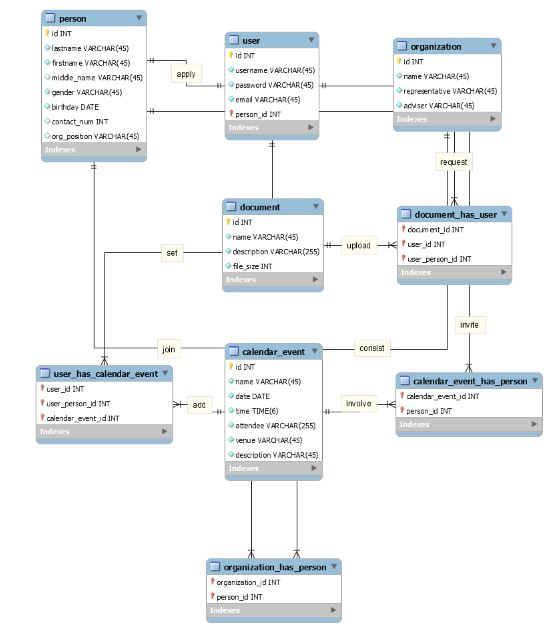 person
id INT
lastname VARCHAR(45)
firstname VARCHAR(45)
middle_name VARCHAR(45)
gender VARCHAR(45)
birthday DATE
contact_num INT
org_position VARCHAR(45)
Indexes
apply
user
id INT
username VARCHAR(45)
password VARCHAR(45)
email VARCHAR(45)
person_id INT
Indexes
organization
id INT
name VARCHAR(45)
representative VARCHAR(45)
adviser VARCHAR(45)
Indexes
request
document
id INT
name VARCHAR(45)
description VARCHAR(255)
file_size INT
Indexes
set
upload
document_has_user
document_id INT
user_id INT
user_person_id INT
Indexes
invite
join
consist
user_has_calendar_event
user_id INT
user_person_id INT
calendar_event_id INT
Indexes
add
calendar_event
id INT
name VARCHAR(45)
date DATE
time TIME(6)
attendee VARCHAR(255)
venue VARCHAR(45)
description VARCHAR(45)
Indexes
involve
calendar_event_has_person
calendar_event_id INT
person_id INT
Indexes
organization_has_person
organization_id INT
person_id INT
Indexes